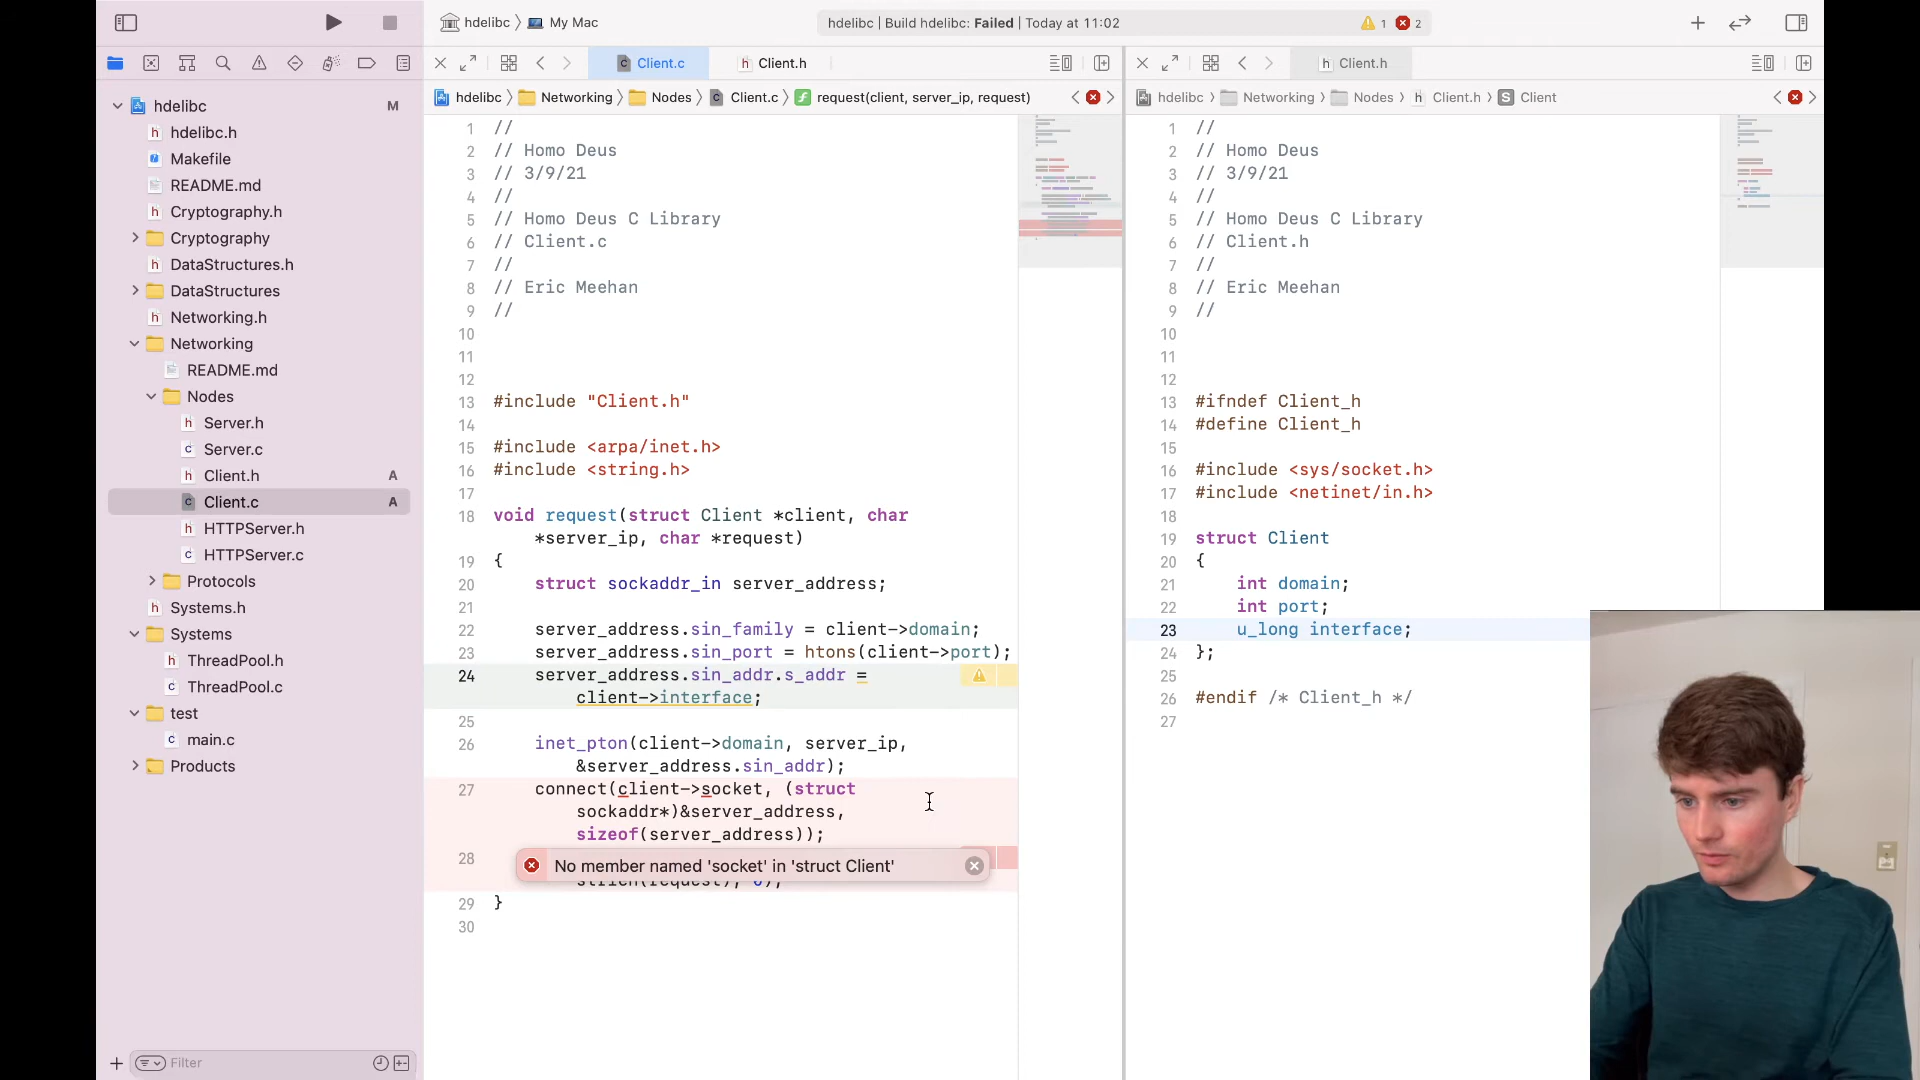 hdelibc
My Mac
hdelibc | Build hdelibc: Failed | Today at 11:02
1
2
Client.c
Client.h
Client.h
hdelibc
Networking
Nodes
Client.c
request(client, server_ip, request)
hdelibc
Networking
Nodes
Client.h
S
Client
hdelibc
M
hdelibc.h
Makefile
README.md
Cryptography.h
Cryptography
DataStructures.h
DataStructures
Networking.h
Networking
README.md
Nodes
Server.h
Server.c
Client.h
A
Client.c
A
HTTPServer.h
HTTPServer.c
Protocols
Systems.h
Systems
ThreadPool.h
ThreadPool.c
test
main.c
Products
Filter
1 //
2 // Homo Deus
3 // 3/9/21
4 //
5 // Homo Deus C Library
6 // Client.c
7 //
8 // Eric Meehan
9 //
10
11
12
13 #include "Client.h"
14
15 #include <arpa/inet.h>
16 #include <string.h>
17
18 void request(struct Client *client, char
*server_ip, char *request)
19 {
20 struct sockaddr_in server_address;
21
22 server_address.sin_family = client->domain;
23 server_address.sin_port = htons(client->port);
24 server_address.sin_addr.s_addr =
client->interface;
25
26 inet_pton(client->domain, server_ip,
&server_address.sin_addr);
27 connect(client->socket, (struct
sockaddr*)&server_address,
sizeof(server_address));
28
No member named 'socket' in 'struct Client'
strlen(request), 0);
29 }
30
1 //
2 // Homo Deus
3 // 3/9/21
4 //
5 // Homo Deus C Library
6 // Client.h
7 //
8 // Eric Meehan
9 //
10
11
12
13 #ifndef Client_h
14 #define Client_h
15
16 #include <sys/socket.h>
17 #include <netinet/in.h>
18
19 struct Client
20 {
21 int domain;
22 int port;
23 u_long interface;
24 };
25
26 #endif /* Client_h */
27